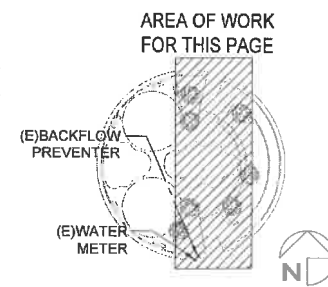 AREA OF WORK
FOR THIS PAGE
(E)BACKFLOW
PREVENTER
(E)WATER
METER
N